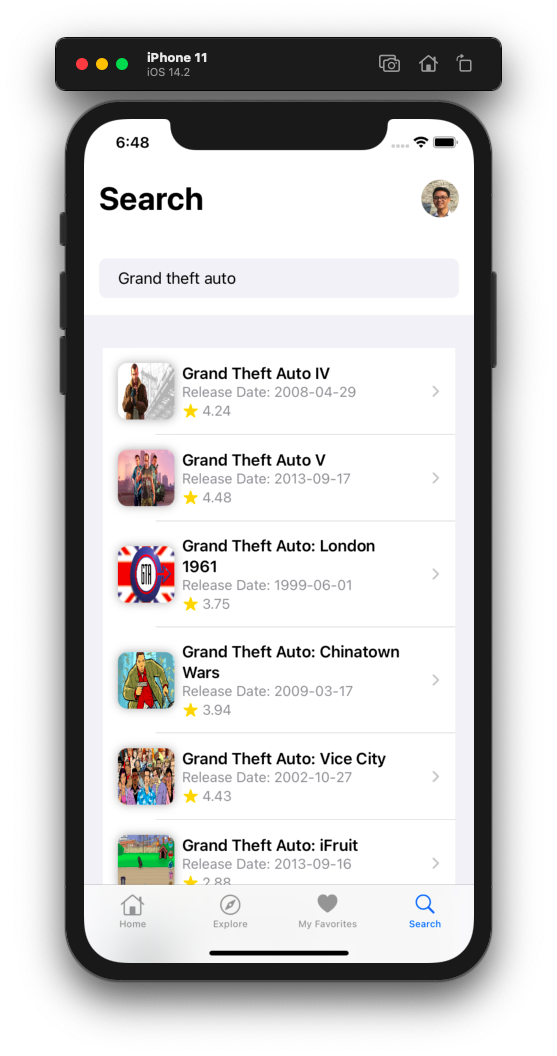 iPhone 11
iOS 14.2
6:48
Search
Grand theft auto
Grand Theft Auto IV
Release Date: 2008-04-29
4.24
Grand Theft Auto V
Release Date: 2013-09-17
4.48
Grand Theft Auto: London
1961
Release Date: 1999-06-01
3.75
GTA
Grand Theft Auto: Chinatown
Wars
Release Date: 2009-03-17
3.94
Grand Theft Auto: Vice City
Release Date: 2002-10-27
4.43
Grand Theft Auto: iFruit
Release Date: 2013-09-16
2.88
Home
Explore
My Favorites
Search